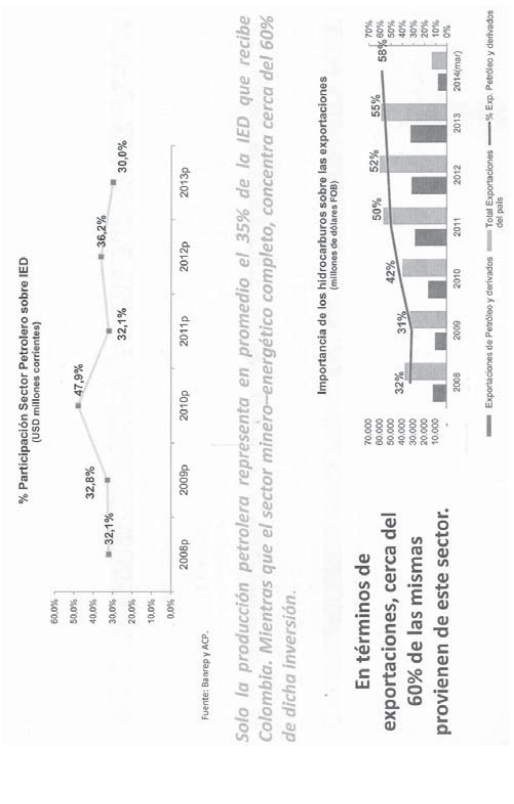 % Participación Sector Petrolero sobre IED
(USD millones corrientes)
60,0%
50,0%
40,0%
30,0%
20,0%
10,0%
0,0%
32,1%
32,8%
47,9%
32,1%
36,2%
30,0%
2008p
2009p
2010p
2011p
2012p
2013p
Fuente: Banrep y ACP.
Solo la producción petrolera representa en promedio el 35% de la IED que recibe
Colombia. Mientras que el sector minero–energético completo, concentra cerca del 60%
de dicha inversión.
En términos de
exportaciones, cerca del
60% de las mismas
provienen de este sector.
Importancia de los hidrocarburos sobre las exportaciones
(millones de dólares FOB)
70.000
60.000
50.000
40.000
30.000
20.000
10.000
-
32%
31%
42%
50%
52%
55%
58%
70%
60%
50%
40%
30%
20%
10%
0%
2008
2009
2010
2011
2012
2013
2014(mar)
Exportaciones de Petróleo y derivados
Total Exportaciones
del país
% Exp. Petróleo y derivados